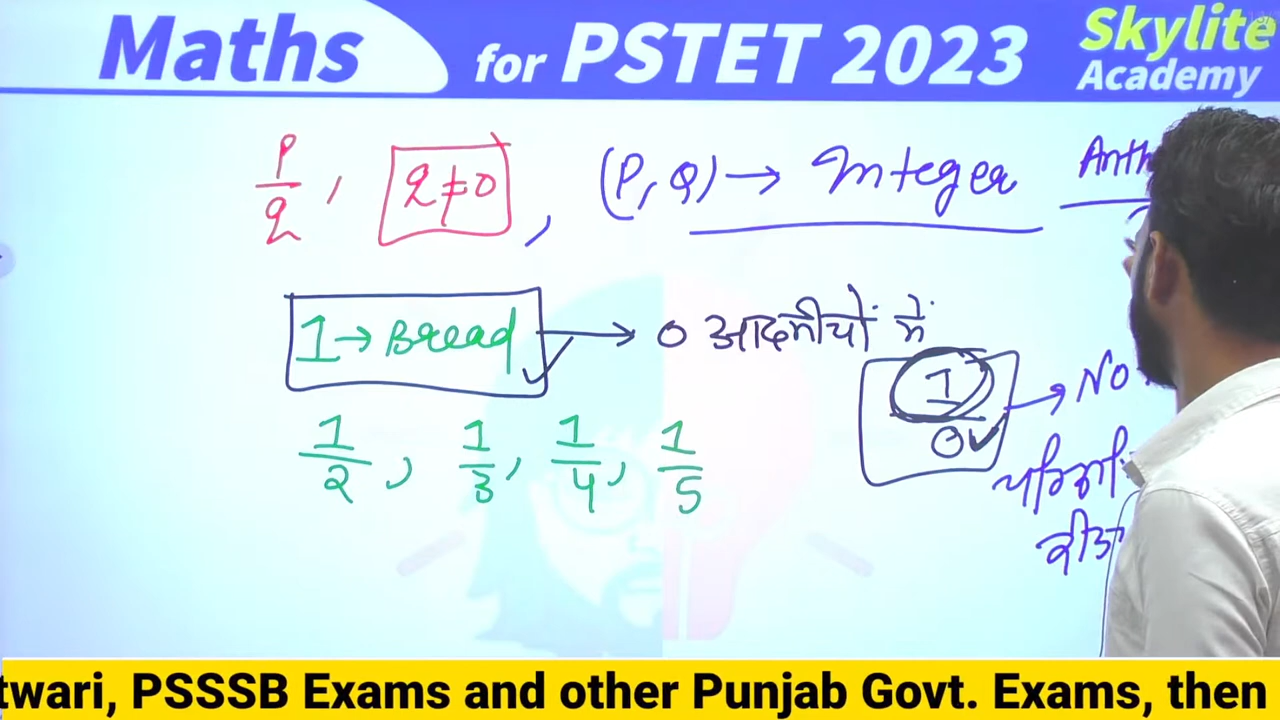 Maths for PSTET 2023
Skylite
Academy
p/q, q≠0, (P, Q) → Integer
1 → Bread → 0 आदमीयों में
1/2, 1/3, 1/4, 1/5
1/0 → No
twari, PSSSB Exams and other Punjab Govt. Exams, then